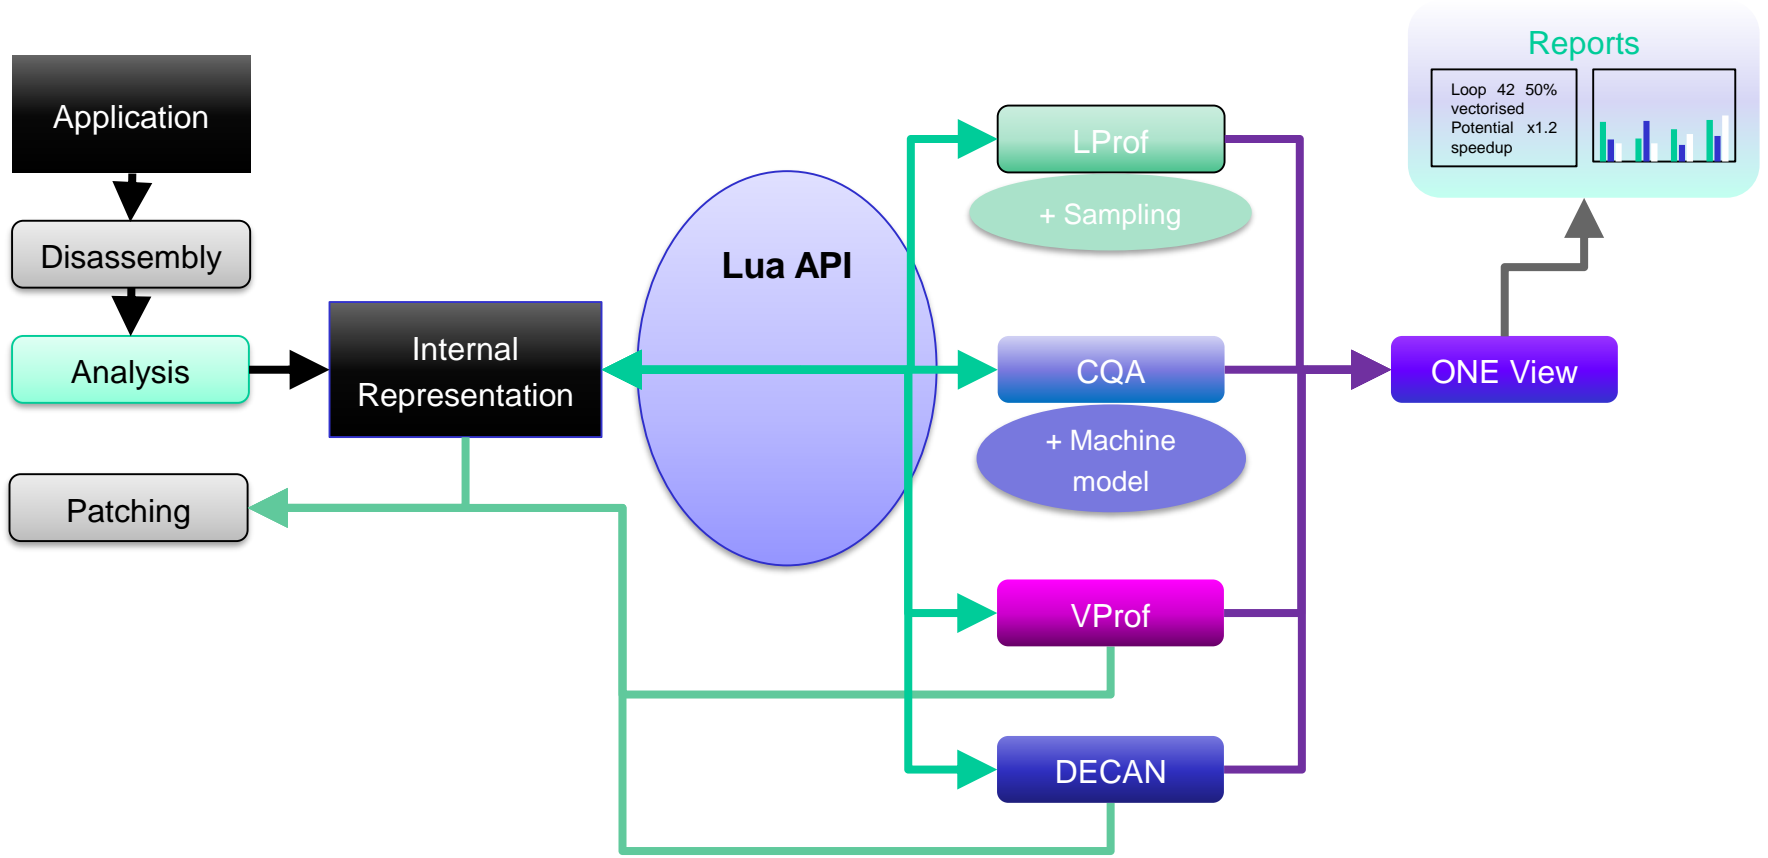 Application
Disassembly
Analysis
Patching
Internal
Representation
Lua API
LProf
+ Sampling
CQA
+ Machine
model
VProf
DECAN
ONE View
Reports
Loop 42 50%
vectorised
Potential x1.2
speedup